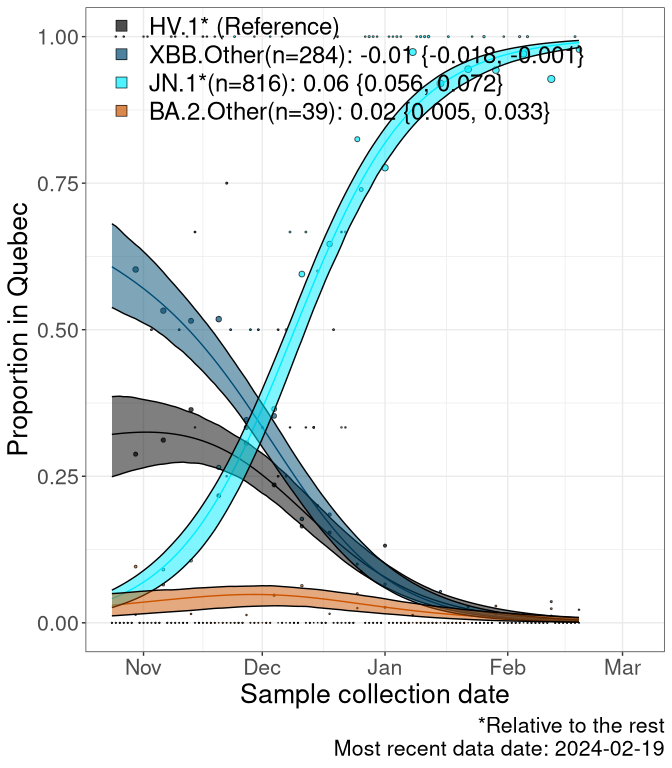 HV.1* (Reference)
XBB.Other(n=284): -0.01 {-0.018, -0.001}
JN.1*(n=816): 0.06 {0.056, 0.072}
BA.2.Other(n=39): 0.02 {0.005, 0.033}
1.00
0.75
0.50
0.25
0.00
Proportion in Quebec
Nov Dec Jan Feb Mar
Sample collection date
*Relative to the rest
Most recent data date: 2024-02-19